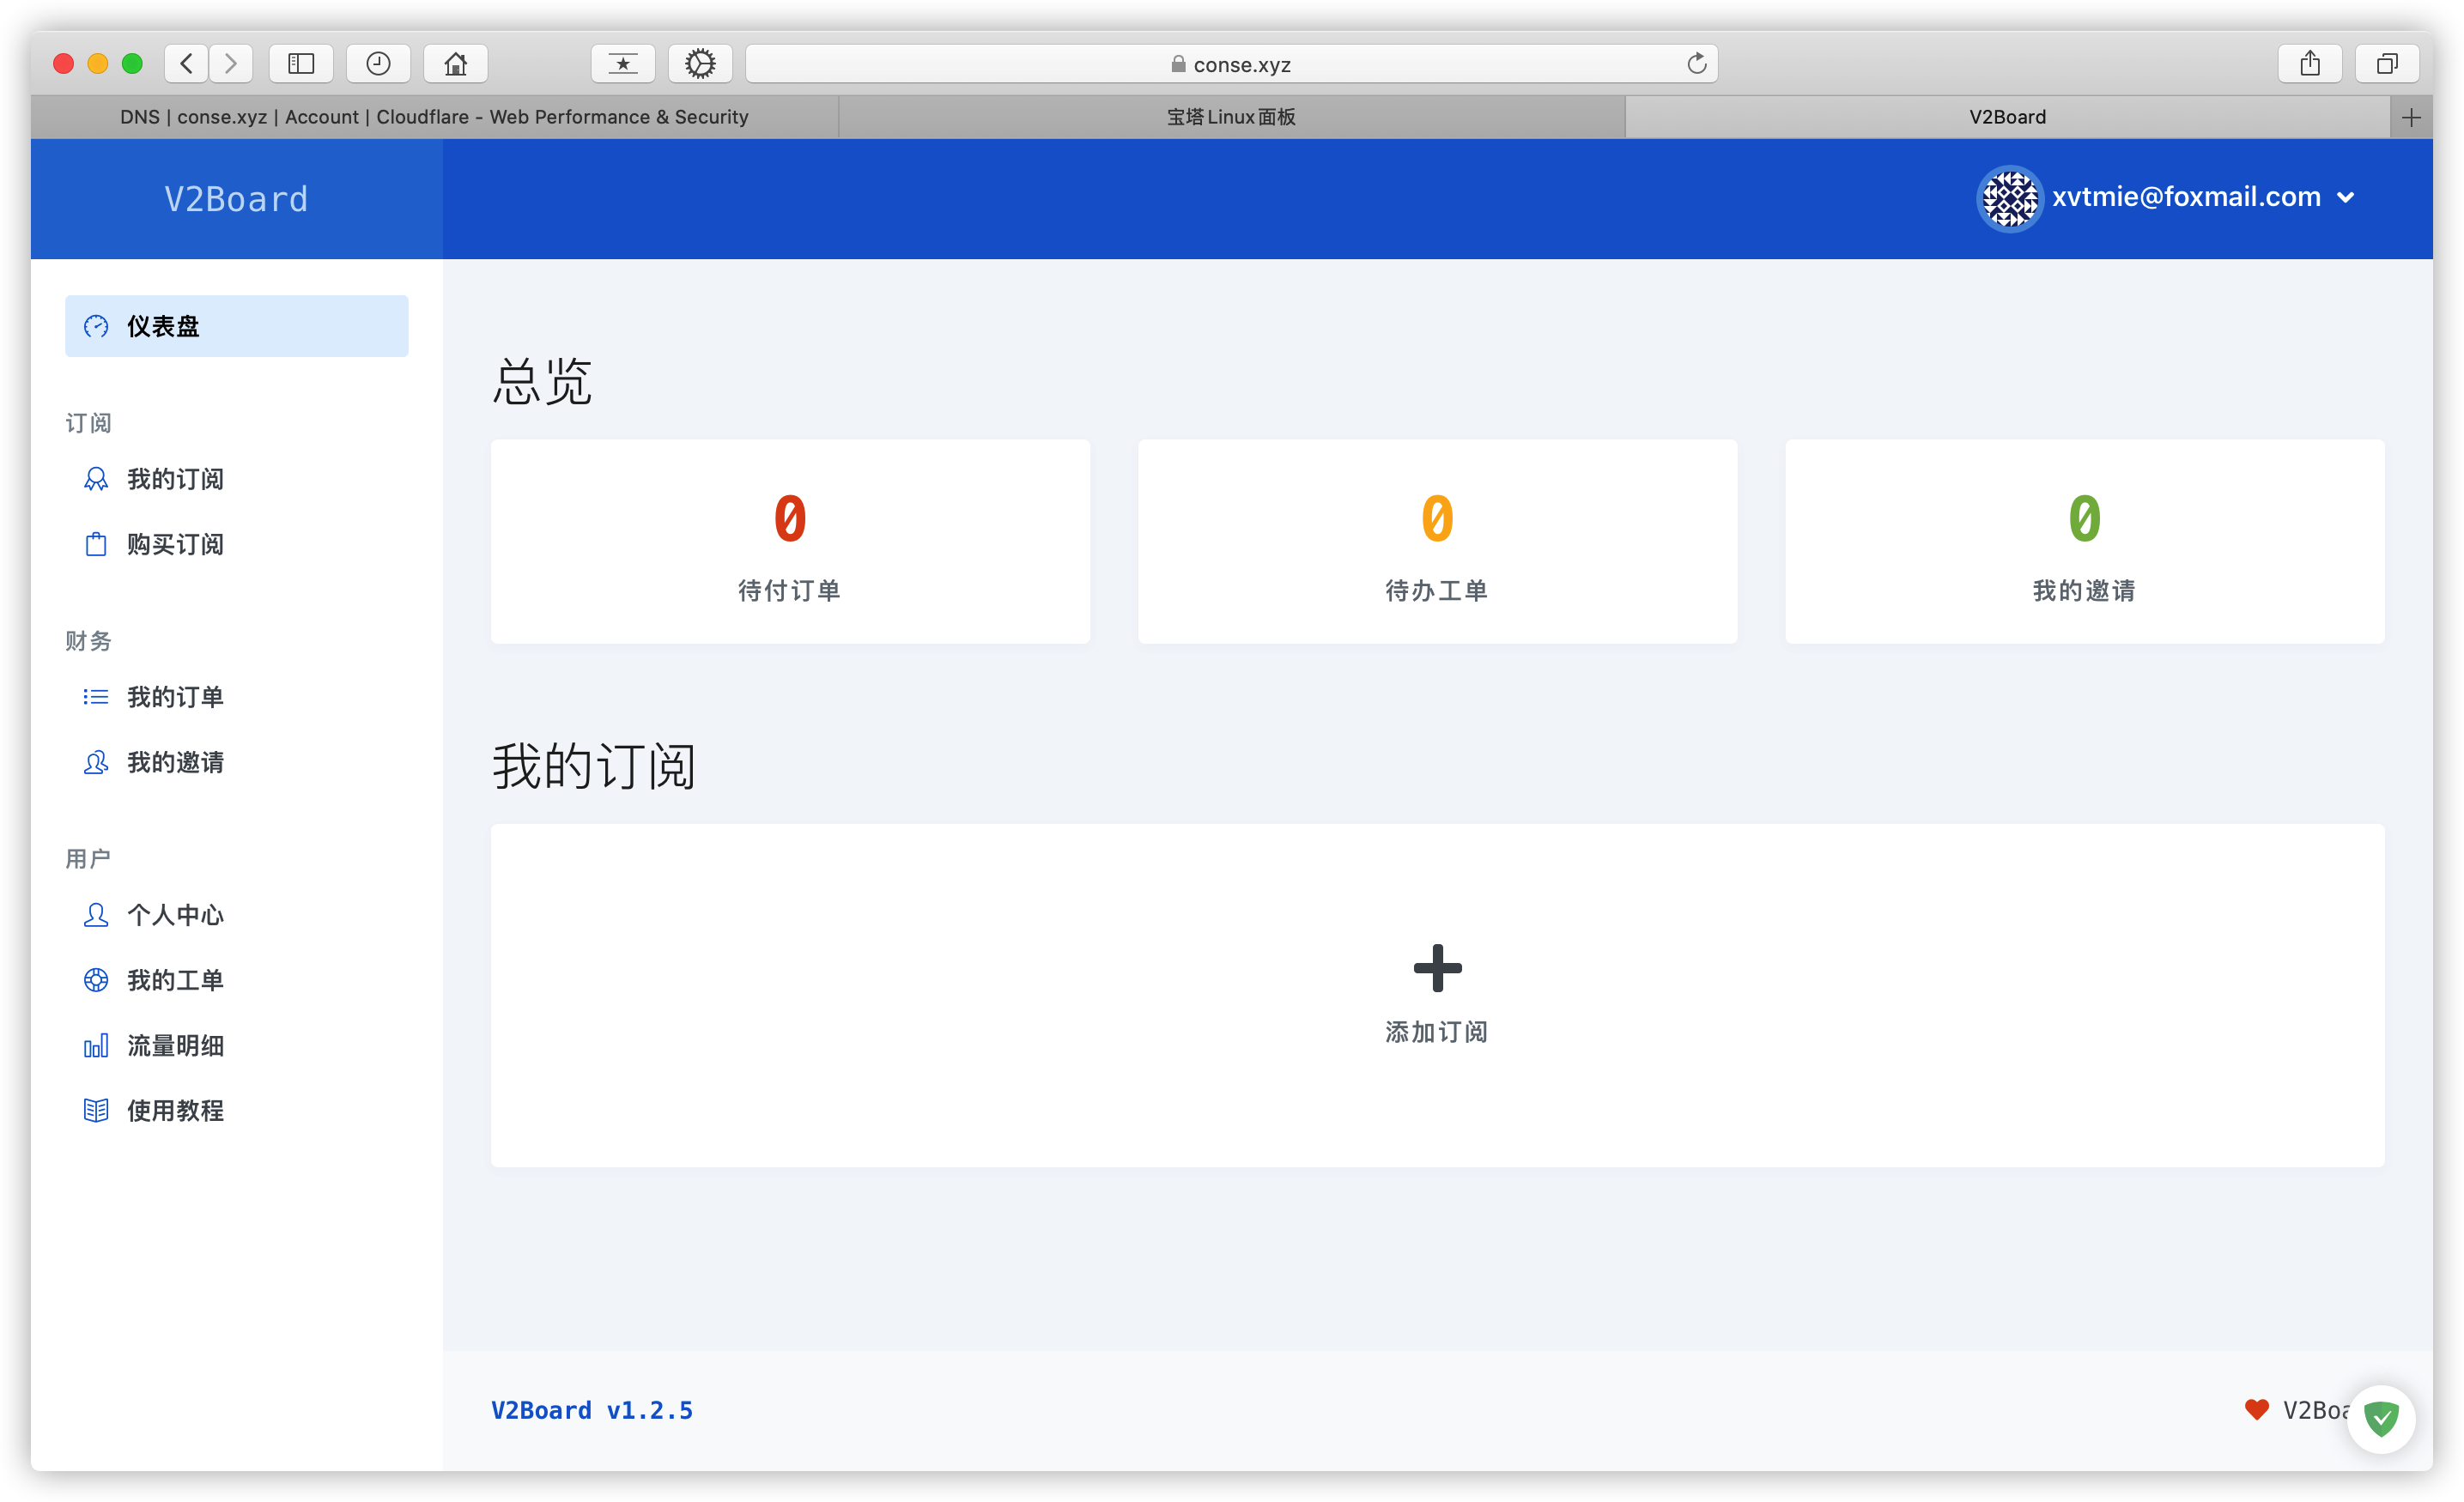 conse.xyz
DNS | conse.xyz | Account | Cloudflare - Web Performance & Security
宝塔Linux面板
V2Board
V2Board
xvtmie@foxmail.com
仪表盘
订阅
我的订阅
购买订阅
财务
我的订单
我的邀请
用户
个人中心
我的工单
流量明细
使用教程
总览
0
待付订单
0
待办工单
0
我的邀请
我的订阅
添加订阅
V2Board v1.2.5